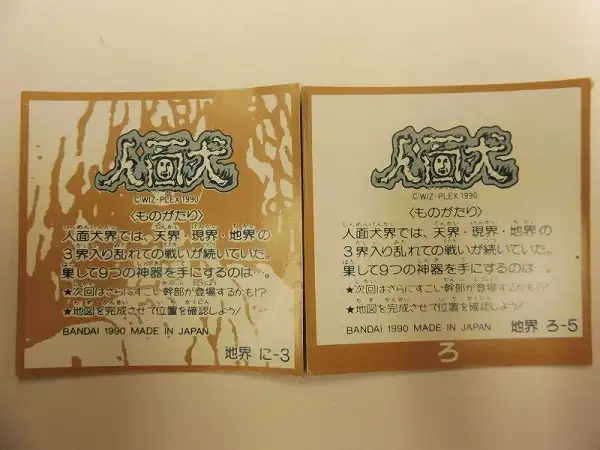 人面犬
©WIZ-PLEX 1990
〈ものがたり〉
人面犬界では、天界・現界・地界の
3界入り乱れての戦いが続いていた。
果して9つの神器を手にするのは…。
★次回はさらにすごい幹部が登場するかも!?
★地図を完成させて位置を確認しよう!
BANDAI 1990 MADE IN JAPAN
地界 に-3
人面犬
©WIZ-PLEX 1990
〈ものがたり〉
人面犬界では、天界・現界・地界の
3界入り乱れての戦いが続いていた。
果して9つの神器を手にするのは…。
★次回はさらにすごい幹部が登場するかも!?
★地図を完成させて位置を確認しよう!
BANDAI 1990 MADE IN JAPAN
地界 ろ-5
ろ